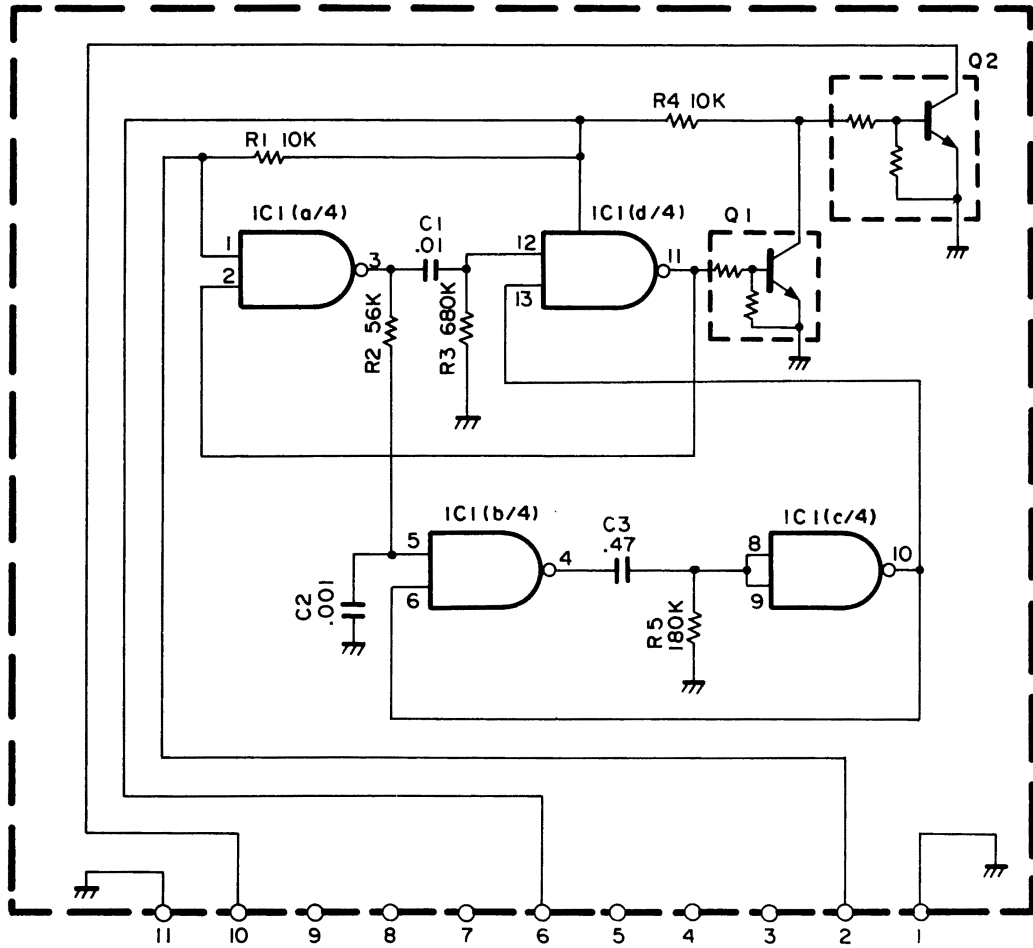 Q2
R4 10K
R1 10K
IC1(a/4)
C1
.01
IC1(d/4)
Q1
1
2
3
12
13
11
R2 56K
R3 680K
IC1(b/4)
C3
.47
IC1(c/4)
5
6
4
8
9
10
C2
.001
R5
180K
11
10
9
8
7
6
5
4
3
2
1